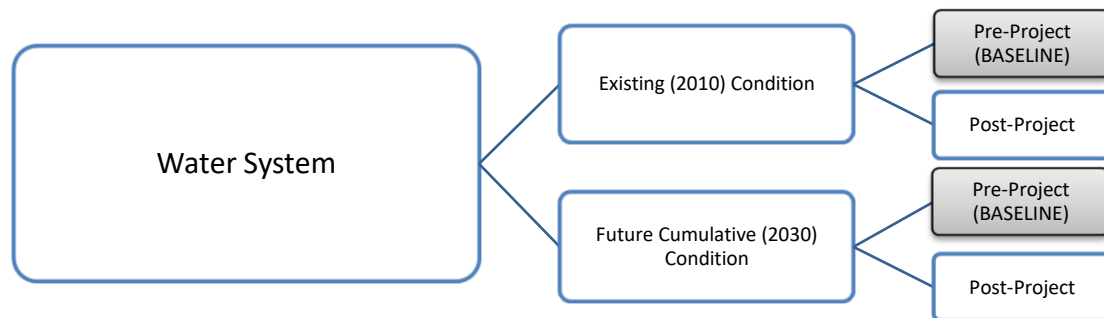 Water System
Existing (2010) Condition
Pre-Project
(BASELINE)
Post-Project
Future Cumulative (2030)
Condition
Pre-Project
(BASELINE)
Post-Project